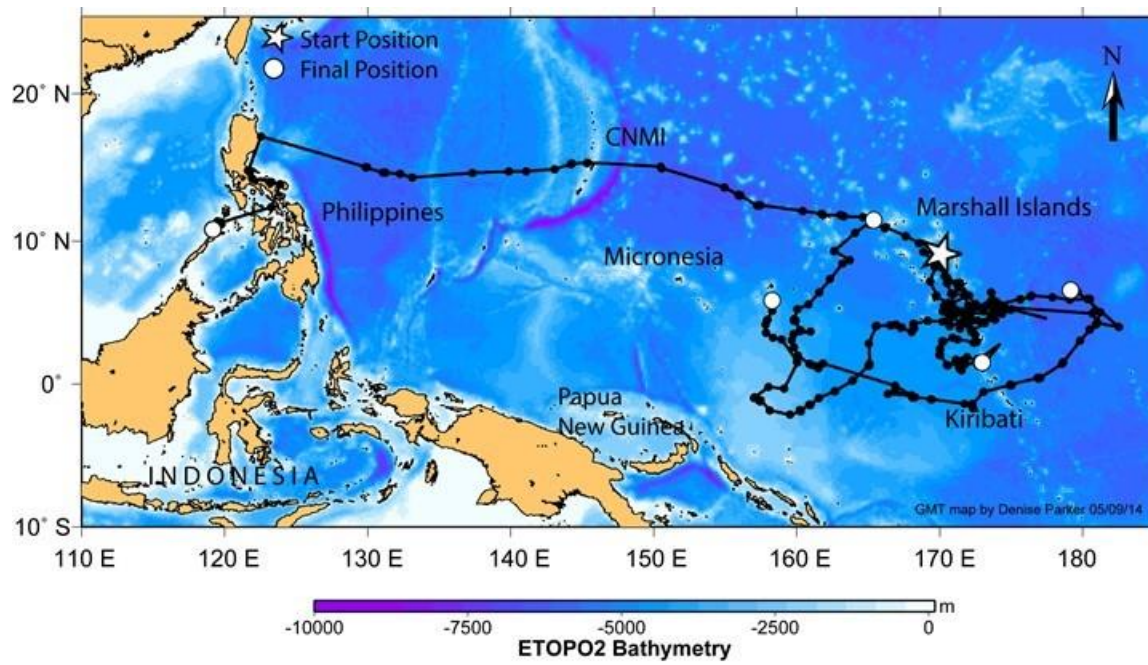 Start Position
Final Position
N
20° N
10° N
0°
10° S
CNMI
Philippines
Marshall Islands
Micronesia
Papua
New Guinea
Kiribati
INDONESIA
GMT map by Denise Parker 05/09/14
110 E 120 E 130 E 140 E 150 E 160 E 170 E 180
-10000 -7500 -5000 -2500 0 m
ETOPO2 Bathymetry